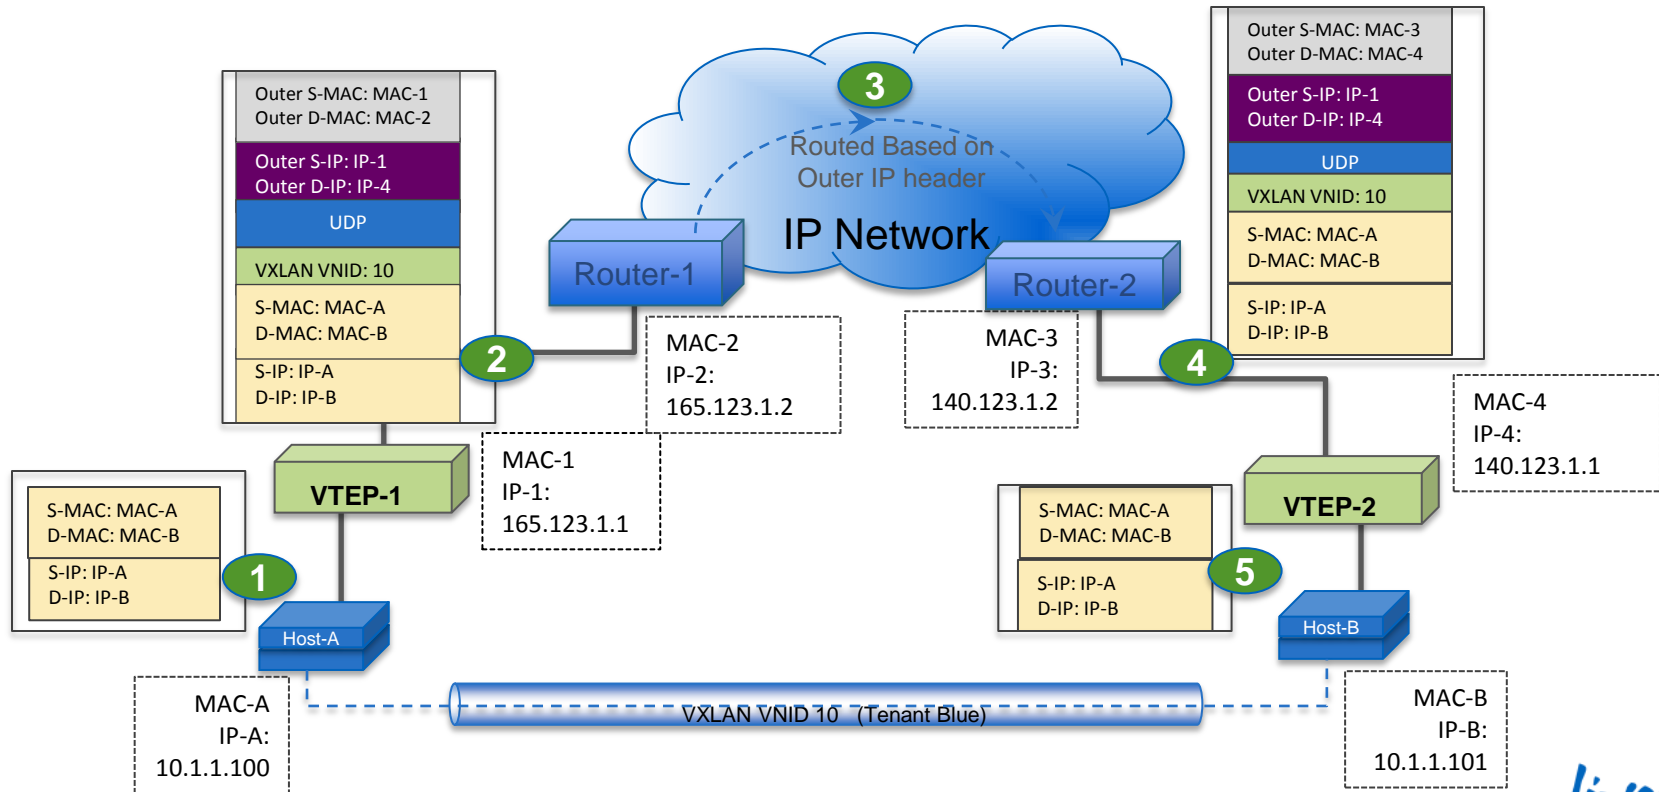 Outer S-MAC: MAC-1
Outer D-MAC: MAC-2
Outer S-IP: IP-1
Outer D-IP: IP-4
UDP
VXLAN VNID: 10
S-MAC: MAC-A
D-MAC: MAC-B
S-IP: IP-A
D-IP: IP-B
2
3
Routed Based on
Outer IP header
IP Network
Router-1
Router-2
Outer S-MAC: MAC-3
Outer D-MAC: MAC-4
Outer S-IP: IP-1
Outer D-IP: IP-4
UDP
VXLAN VNID: 10
S-MAC: MAC-A
D-MAC: MAC-B
S-IP: IP-A
D-IP: IP-B
4
MAC-2
IP-2:
165.123.1.2
MAC-3
IP-3:
140.123.1.2
MAC-1
IP-1:
165.123.1.1
MAC-4
IP-4:
140.123.1.1
VTEP-1
VTEP-2
S-MAC: MAC-A
D-MAC: MAC-B
S-IP: IP-A
D-IP: IP-B
1
S-MAC: MAC-A
D-MAC: MAC-B
S-IP: IP-A
D-IP: IP-B
5
Host-A
Host-B
MAC-A
IP-A:
10.1.1.100
VXLAN VNID 10 (Tenant Blue)
MAC-B
IP-B:
10.1.1.101